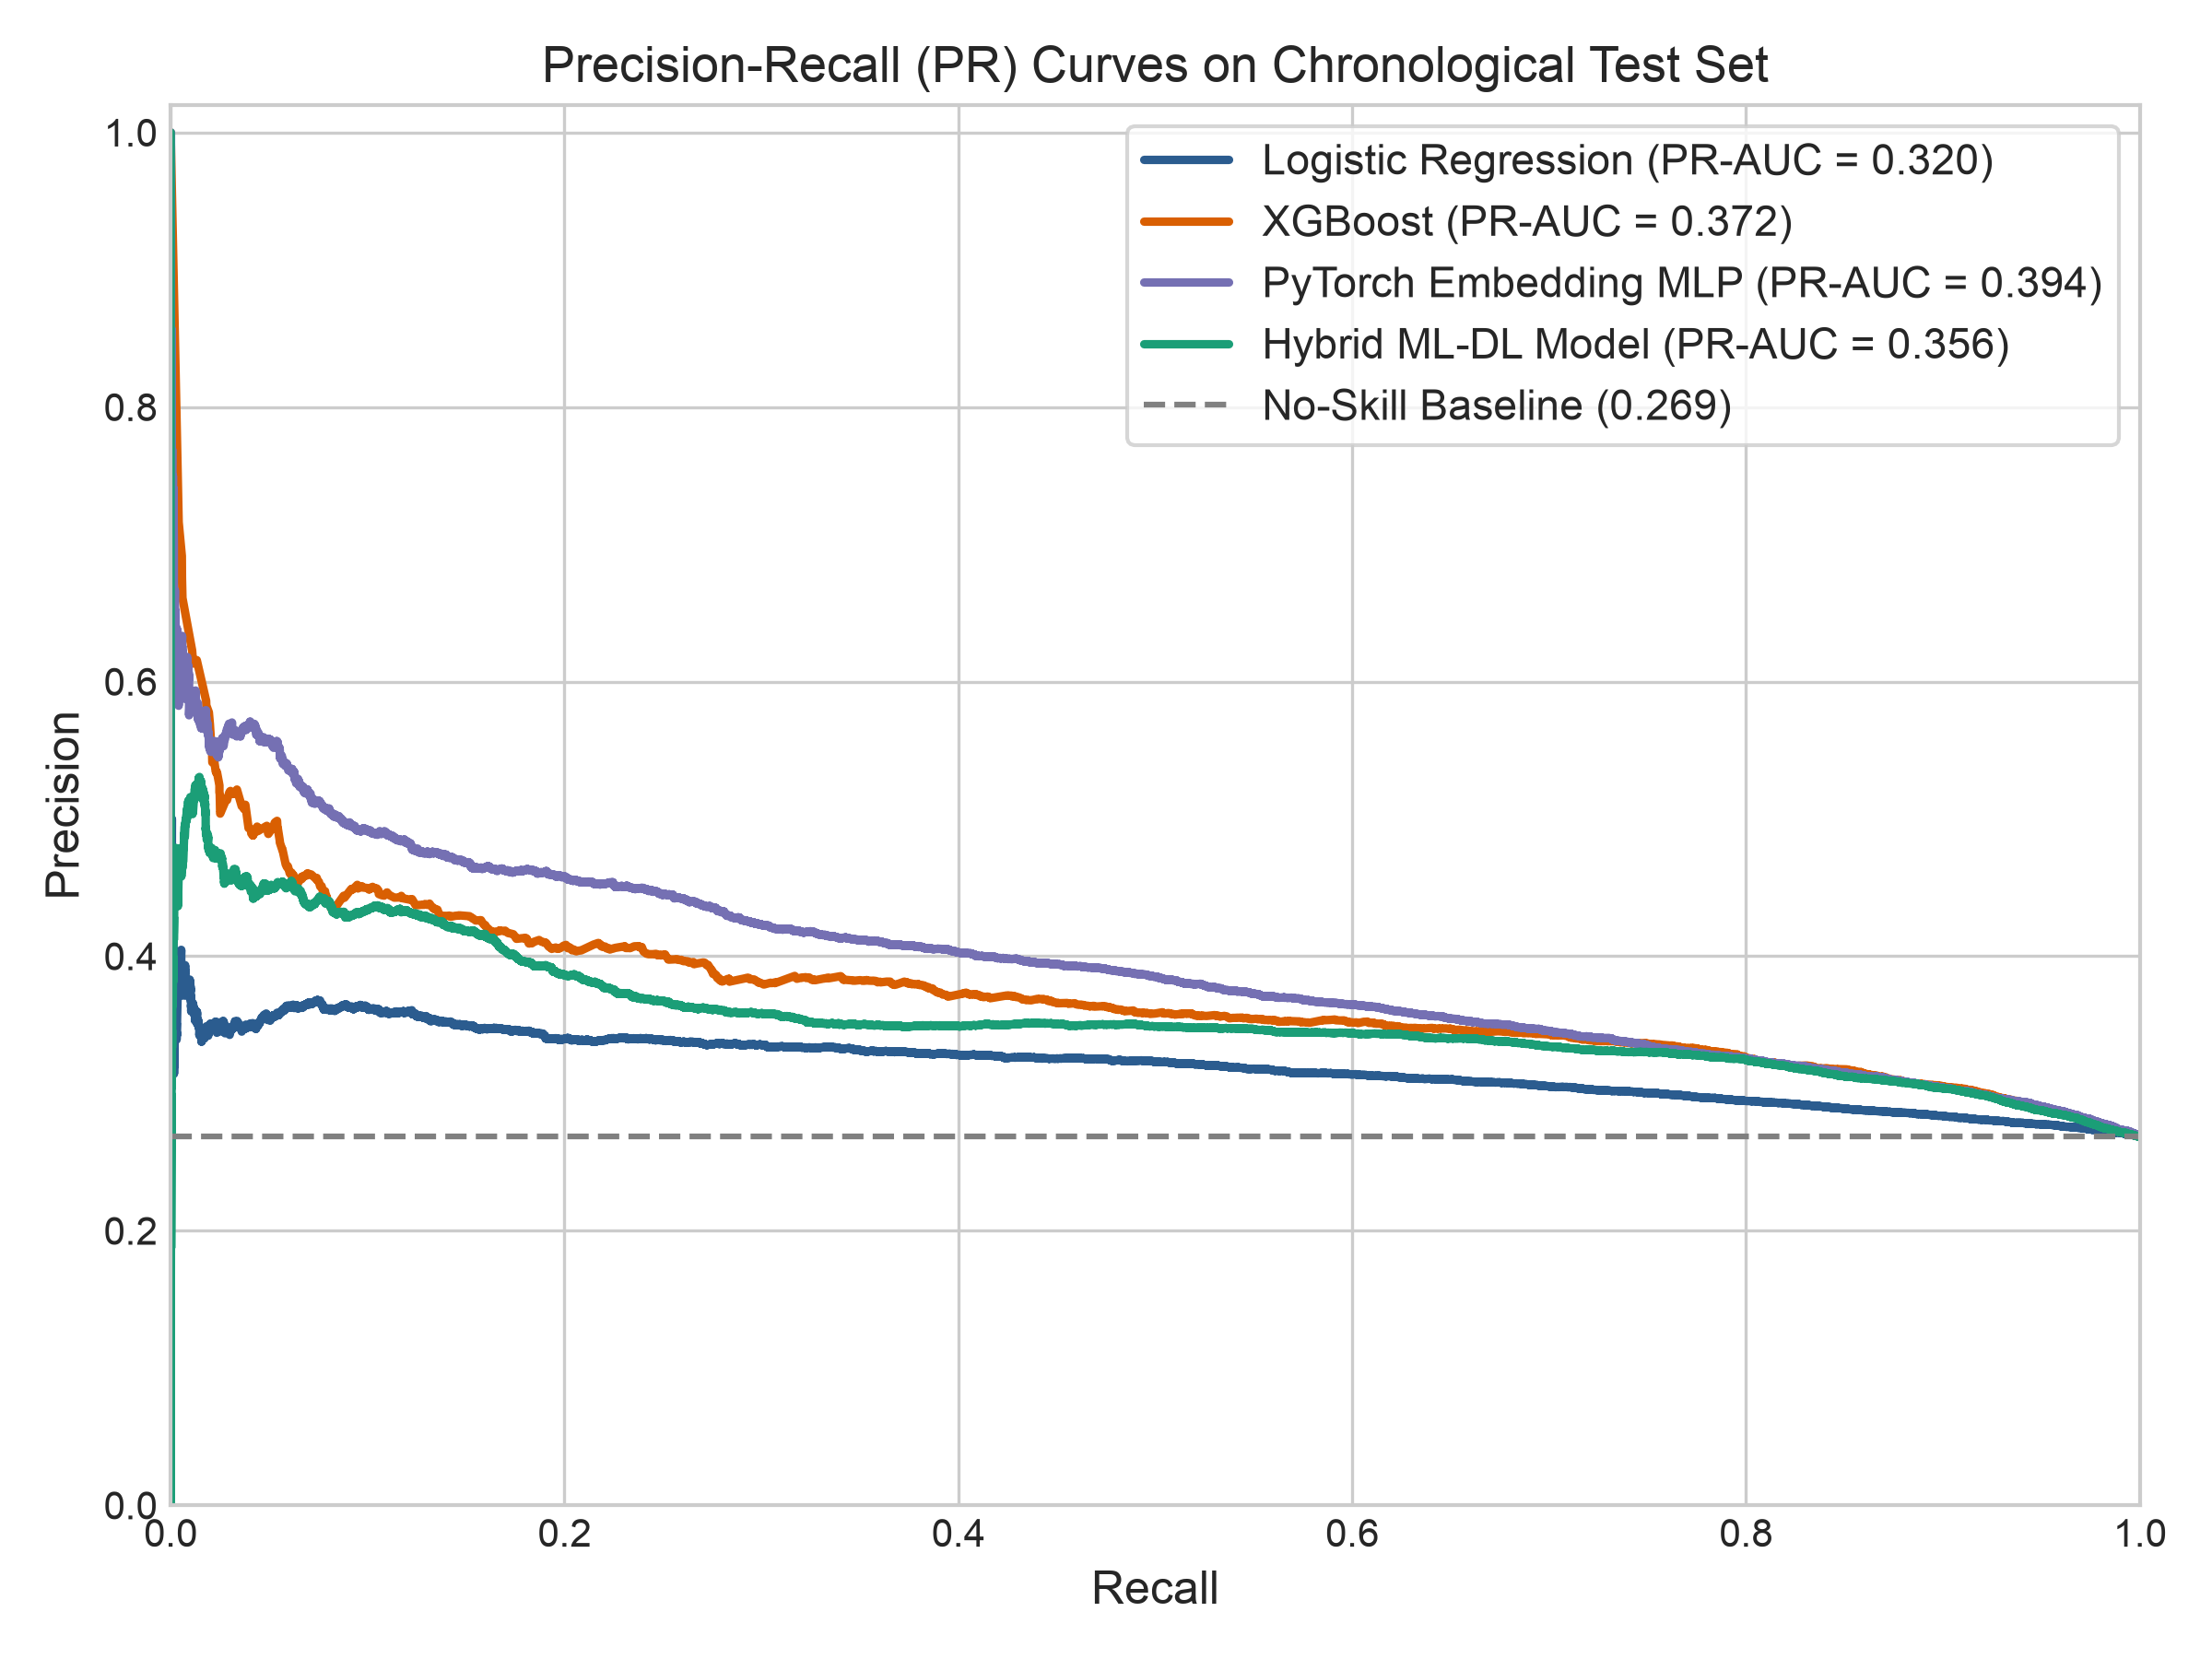 Precision-Recall (PR) Curves on Chronological Test Set
1.0
0.8
0.6
0.4
0.2
0.0
Precision
Logistic Regression (PR-AUC = 0.320)
XGBoost (PR-AUC = 0.372)
PyTorch Embedding MLP (PR-AUC = 0.394)
Hybrid ML-DL Model (PR-AUC = 0.356)
No-Skill Baseline (0.269)
0.0 0.2 0.4 0.6 0.8 1.0
Recall